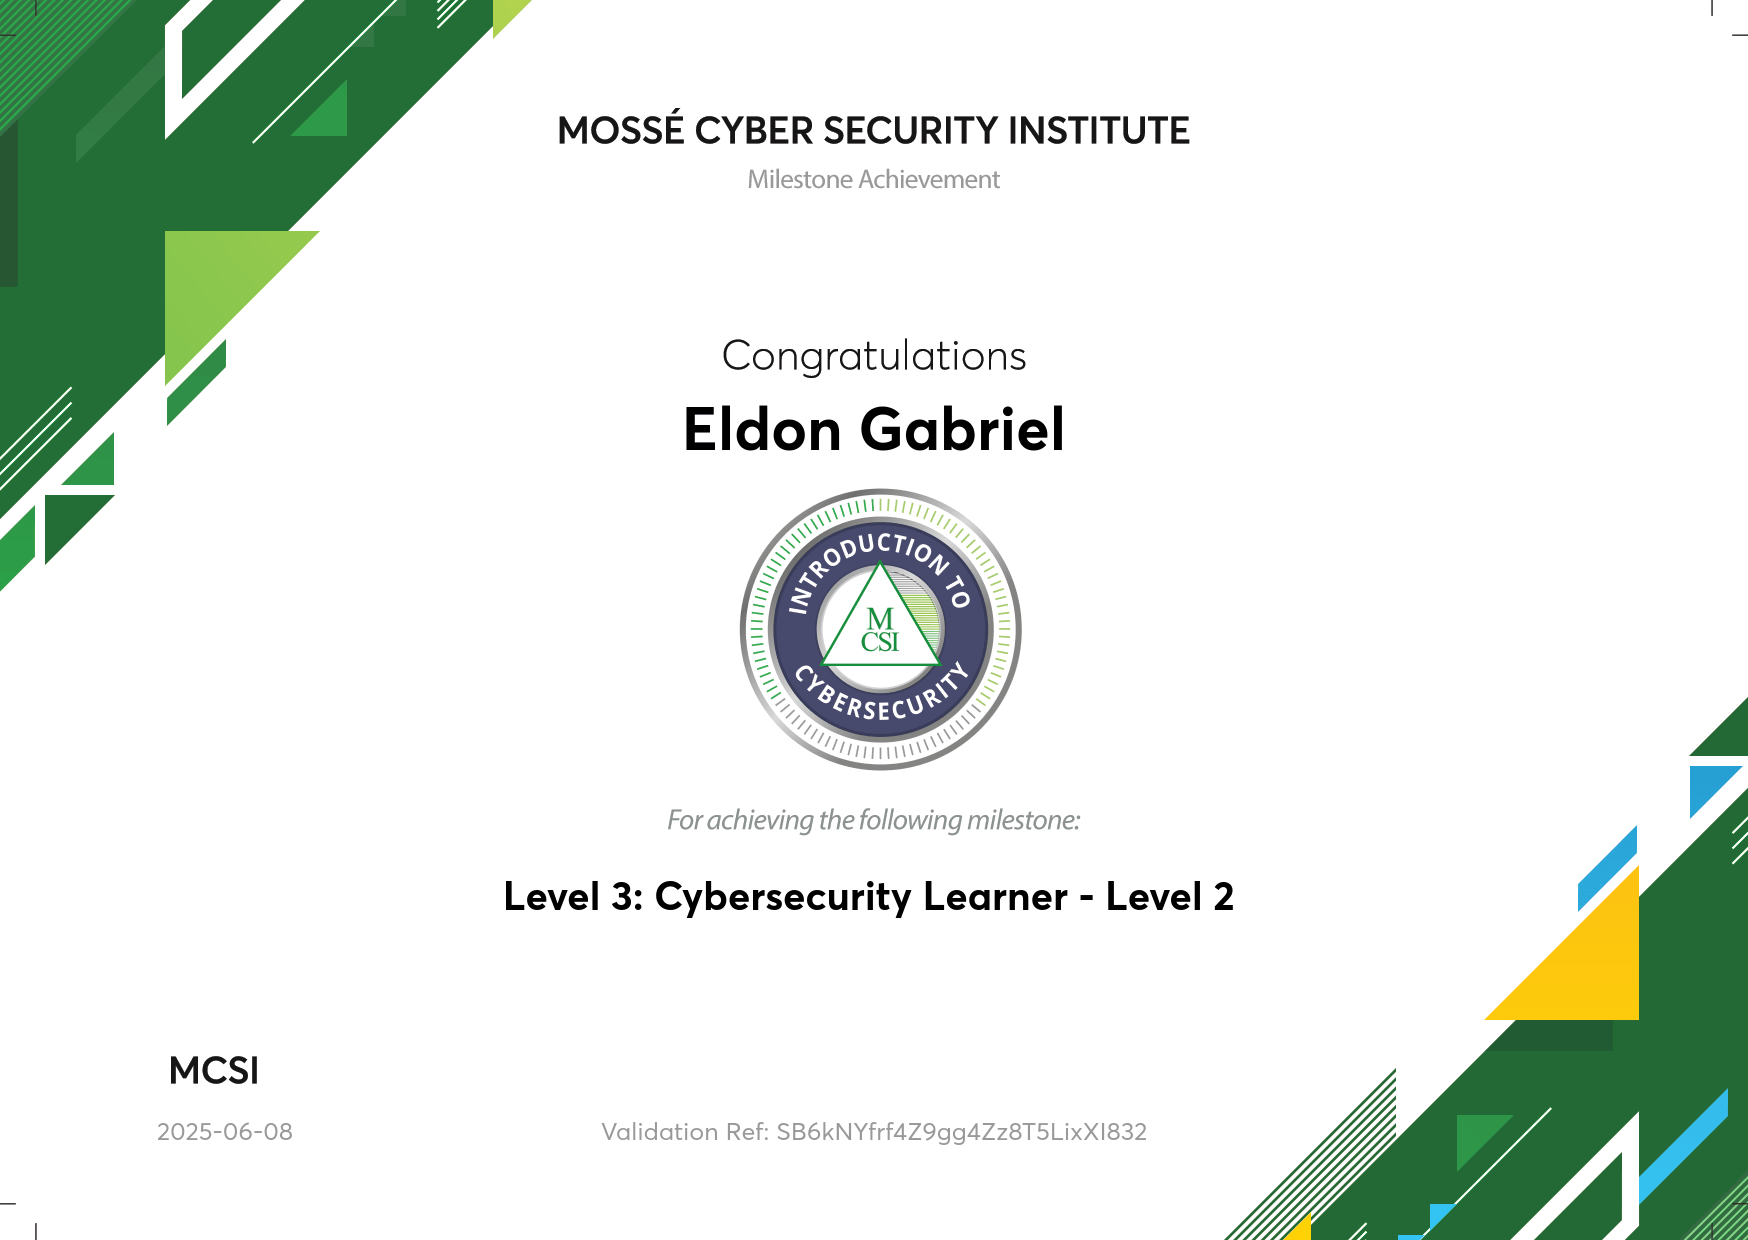 MOSSÉ CYBER SECURITY INSTITUTE
Milestone Achievement
Congratulations
Eldon Gabriel
INTRODUCTION TO
M
CSI
CYBERSECURITY
For achieving the following milestone:
Level 3: Cybersecurity Learner - Level 2
MCSI
2025-06-08
Validation Ref: SB6kNYfrf4Z9gg4Zz8T5LixXI832